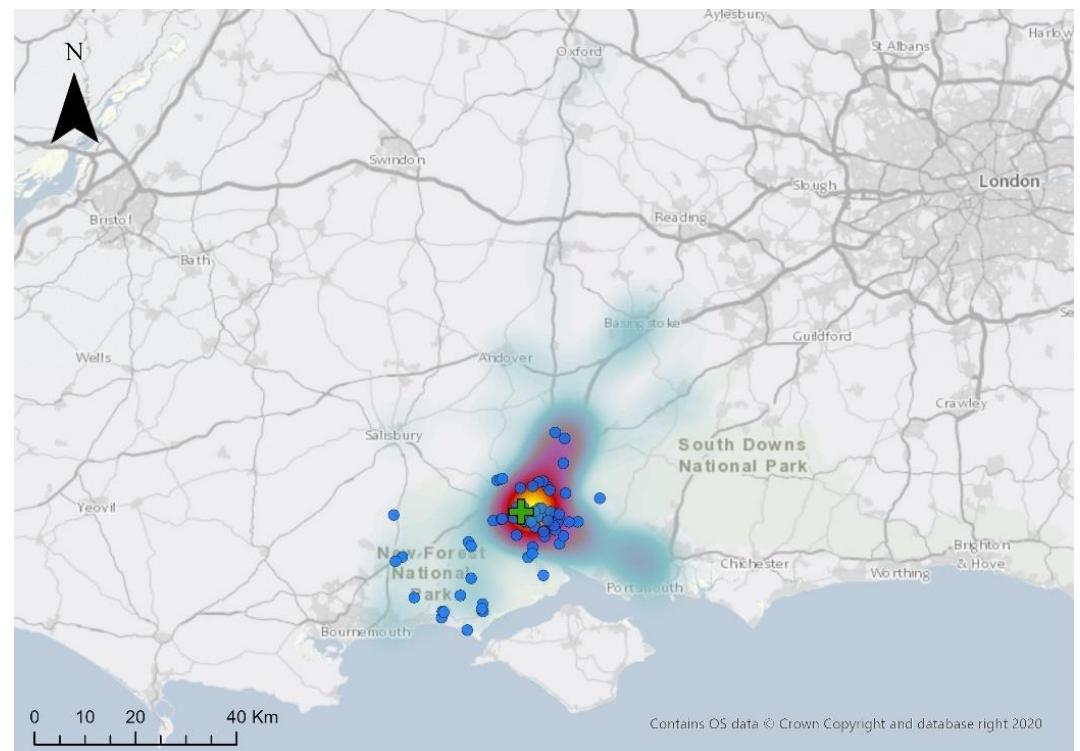 Aylesbury
N
Oxford
St Albans
Harlow
Swindon
Slough
London
Bristol
Reading
Bath
Basingstoke
Guildford
Wells
Andover
Crawley
Salisbury
South Downs
National Park
Yeovil
New Forest
National
Park
Brighton
& Hove
Chichester
Worthing
Portsmouth
Bournemouth
0 10 20 40 Km
Contains OS data © Crown Copyright and database right 2020